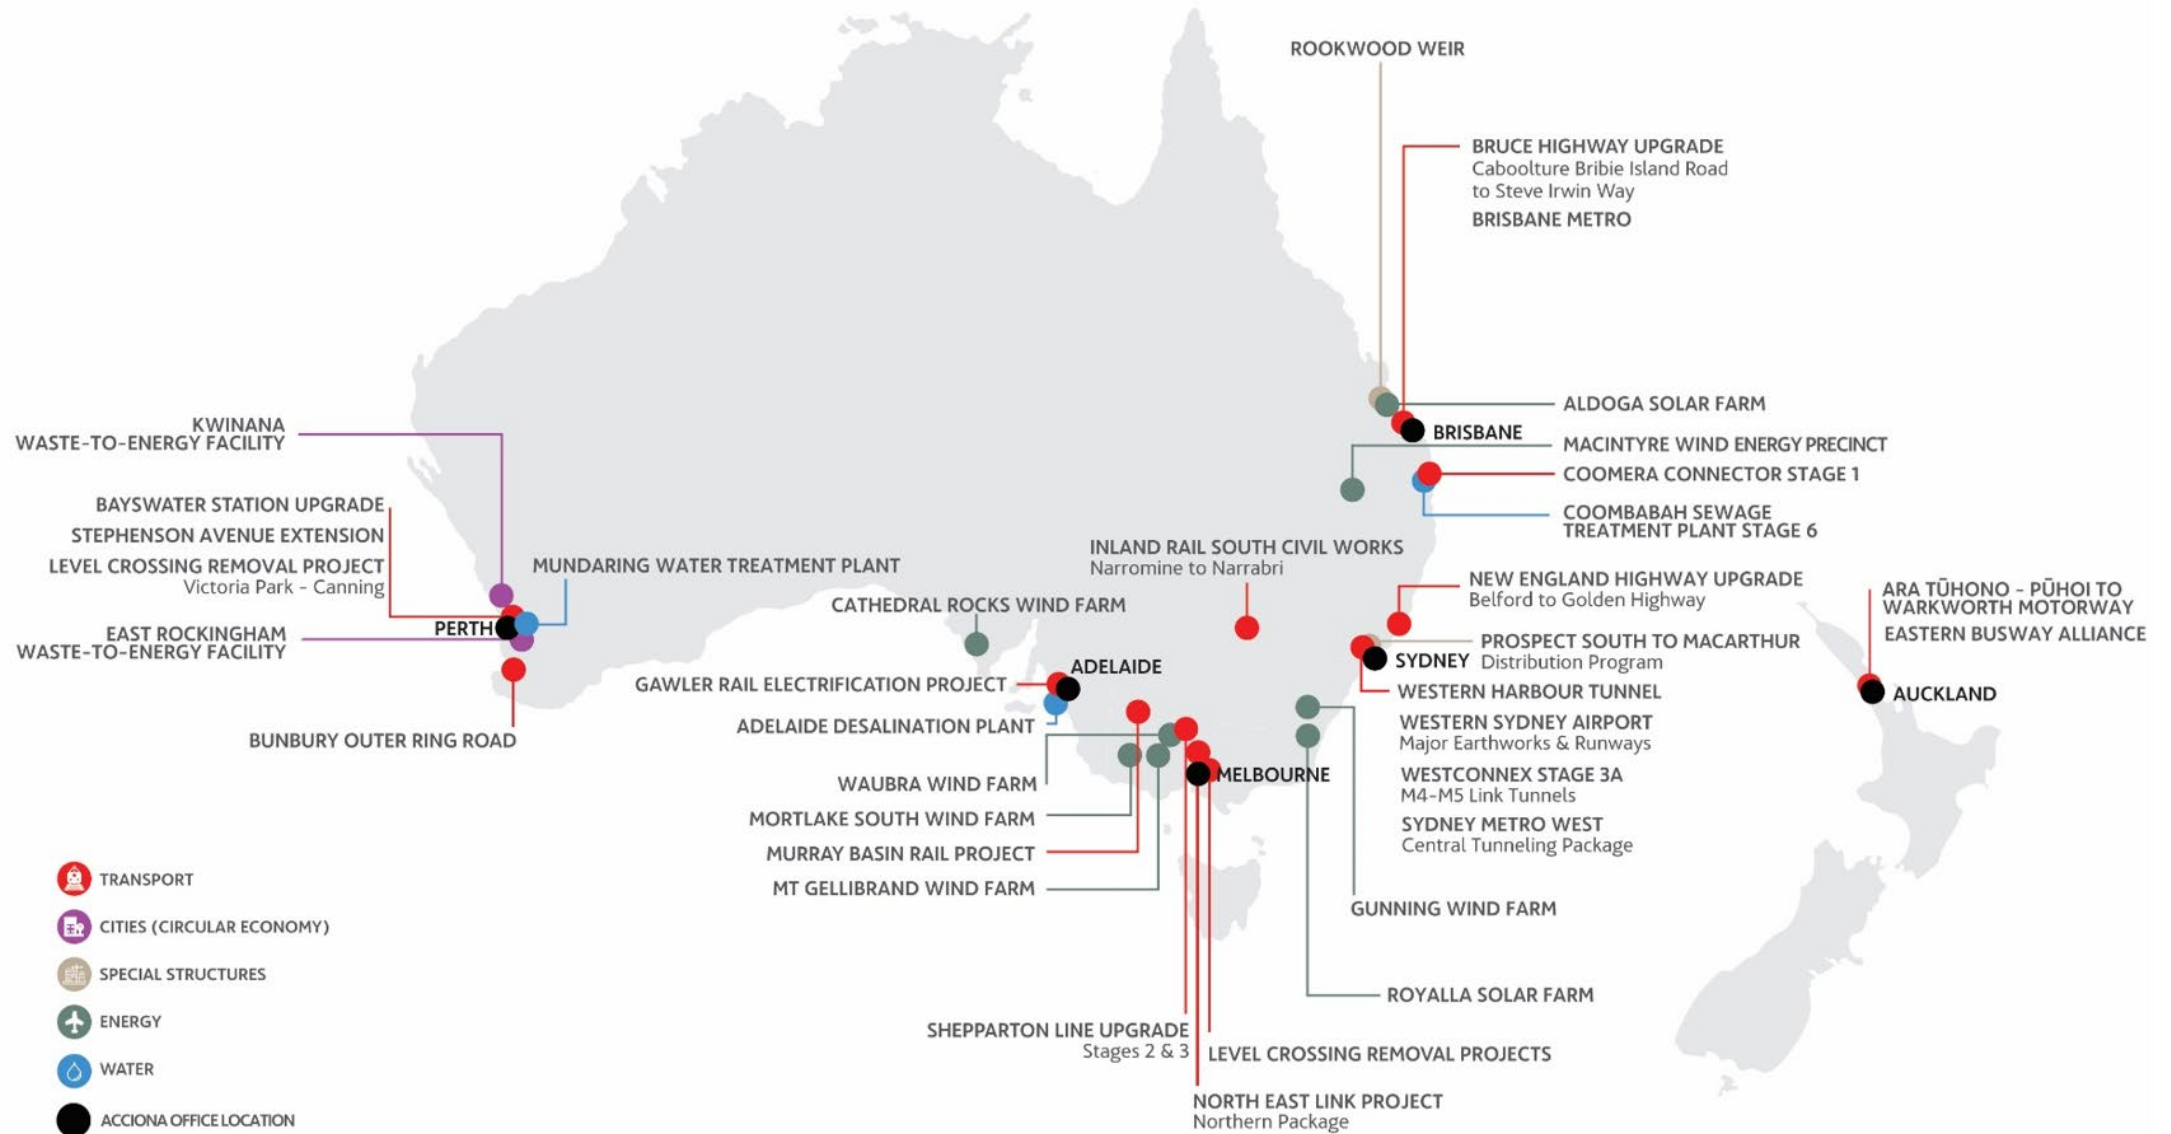 ROOKWOOD WEIR
BRUCE HIGHWAY UPGRADE
Caboolture Bribie Island Road
to Steve Irwin Way
BRISBANE METRO
ALDOGA SOLAR FARM
BRISBANE
MACINTYRE WIND ENERGY PRECINCT
COOMERA CONNECTOR STAGE 1
COOMBABAH SEWAGE
TREATMENT PLANT STAGE 6
KWINANA
WASTE-TO-ENERGY FACILITY
BAYSWATER STATION UPGRADE
STEPHENSON AVENUE EXTENSION
LEVEL CROSSING REMOVAL PROJECT
Victoria Park - Canning
EAST ROCKINGHAM
WASTE-TO-ENERGY FACILITY
PERTH
MUNDARING WATER TREATMENT PLANT
BUNBURY OUTER RING ROAD
CATHEDRAL ROCKS WIND FARM
INLAND RAIL SOUTH CIVIL WORKS
Narromine to Narrabri
NEW ENGLAND HIGHWAY UPGRADE
Belford to Golden Highway
PROSPECT SOUTH TO MACARTHUR
Distribution Program
SYDNEY
WESTERN HARBOUR TUNNEL
WESTERN SYDNEY AIRPORT
Major Earthworks & Runways
WESTCONNEX STAGE 3A
M4-M5 Link Tunnels
SYDNEY METRO WEST
Central Tunneling Package
ARA TŪHONO - PŪHOI TO
WARKWORTH MOTORWAY
EASTERN BUSWAY ALLIANCE
AUCKLAND
ADELAIDE
GAWLER RAIL ELECTRIFICATION PROJECT
ADELAIDE DESALINATION PLANT
WAUBRA WIND FARM
MORTLAKE SOUTH WIND FARM
MURRAY BASIN RAIL PROJECT
MT GELLIBRAND WIND FARM
MELBOURNE
GUNNING WIND FARM
ROYALLA SOLAR FARM
SHEPPARTON LINE UPGRADE
Stages 2 & 3
LEVEL CROSSING REMOVAL PROJECTS
NORTH EAST LINK PROJECT
Northern Package
TRANSPORT
CITIES (CIRCULAR ECONOMY)
SPECIAL STRUCTURES
ENERGY
WATER
ACCIONA OFFICE LOCATION